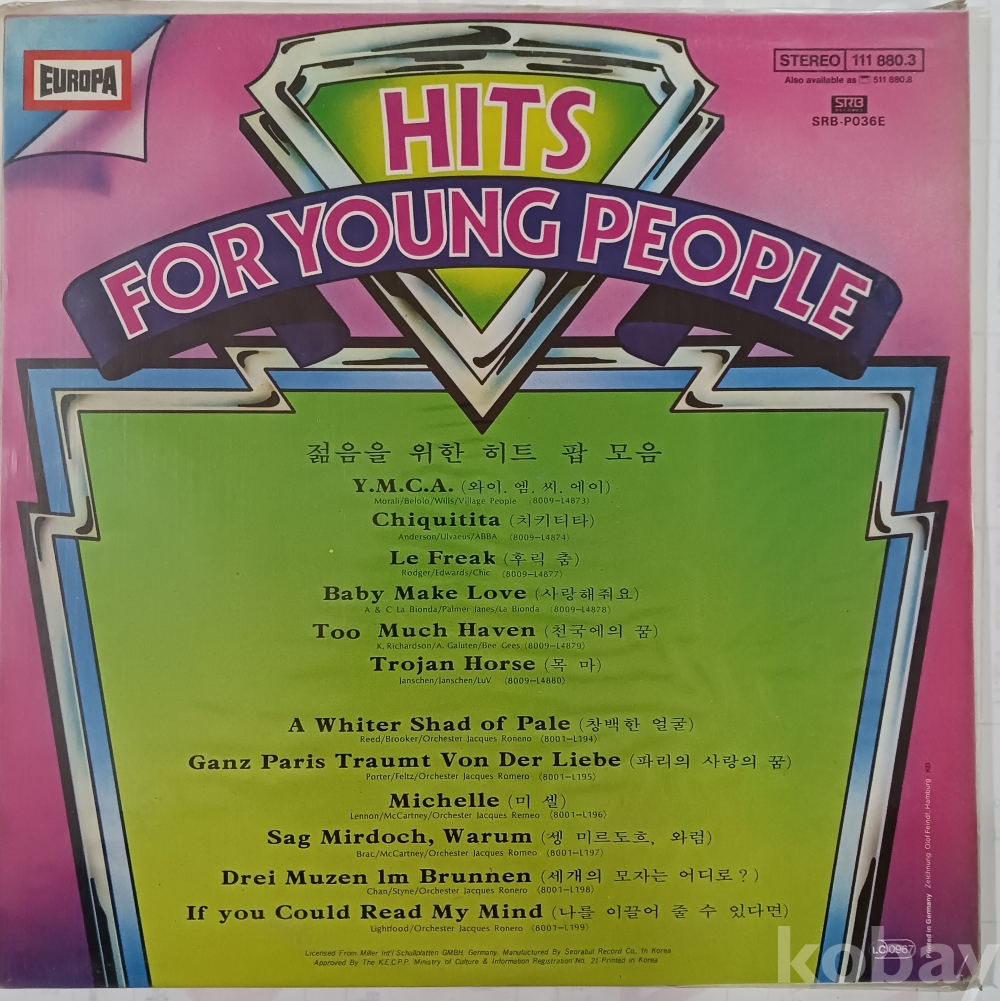 EUROPA
STEREO 111 880.3
Also available as 511 880.8
SRB
RECORDS
SRB-P036E
HITS
FOR YOUNG PEOPLE
젊음을 위한 히트 팝 모음
Y.M.C.A. (와이. 엠. 씨. 에이)
Morali/Belolo/Wills/Village People (8009-L4873)
Chiquitita (치키티타)
Anderson/Ulvaeus/ABBA (8009-L4874)
Le Freak (후릭 춤)
Rodger/Edwards/Chic (8009-L4877)
Baby Make Love (사랑해줘요)
A & C La Bionda/Palmer Janes/La Bionda (8009-L4878)
Too Much Haven (천국에의 꿈)
K. Richardson/A. Galuten/Bee Gees (8009-L4879)
Trojan Horse (목 마)
Janschen/Janschen/LuV (8009-L4880)
A Whiter Shad of Pale (창백한 얼굴)
Reed/Brooker/Orchester Jacques Roneno (8001-L194)
Ganz Paris Traumt Von Der Liebe (파리의 사랑의 꿈)
Porter/Feltz/Orchester Jacques Romero (8001-L195)
Michelle (미 셸)
Lennon/McCartney/Orchester Jacques Remeo (8001-L196)
Sag Mirdoch, Warum (셍 미르도흐, 와럼)
Brac/McCartney/Orchester Jacques Romeo (8001-L197)
Drei Muzen lm Brunnen (세개의 모자는 어디로?)
Chan/Styne/Orchester Jacques Ronero (8001-L198)
If you Could Read My Mind (나를 이끌어 줄 수 있다면)
Lightfood/Orchester Jacques Ronero (8001-L199)
Licensed From Miller Int'l Schallplatten GMBH, Germany. Manufactured By Seorabul Record Co., In Korea
Approved By The K.E.C.P.P. Ministry of Culture & Information Registration No. 21 Printed in Korea
LC 0967
Printed in Germany Zeichnung Olof Feindt, Hamburg KB
kobay